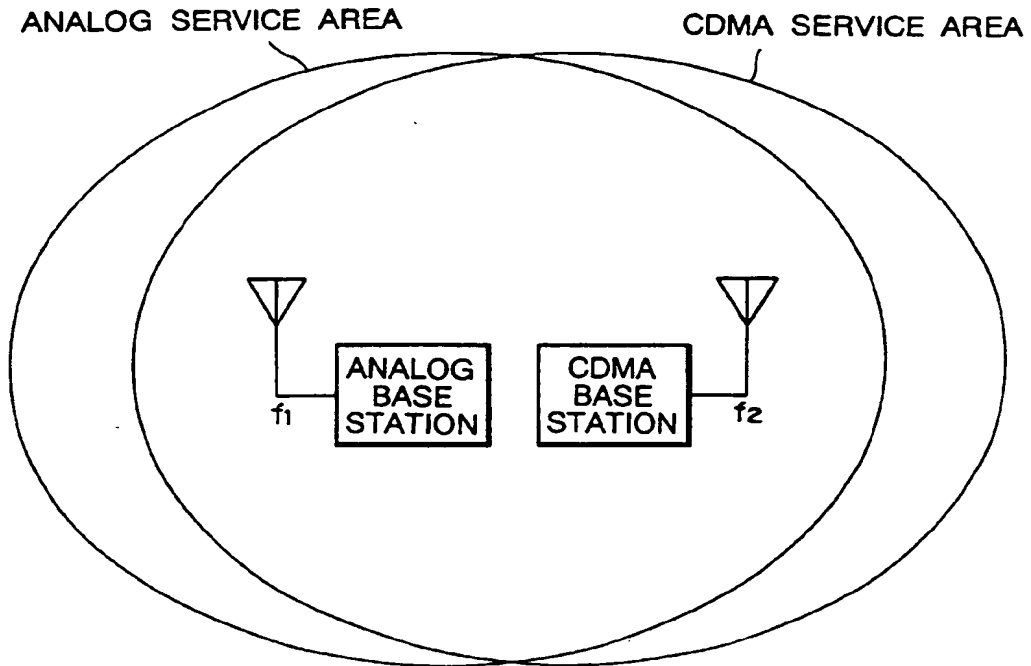 ANALOG SERVICE AREA
CDMA SERVICE AREA
ANALOG
BASE
STATION
CDMA
BASE
STATION
f1
f2